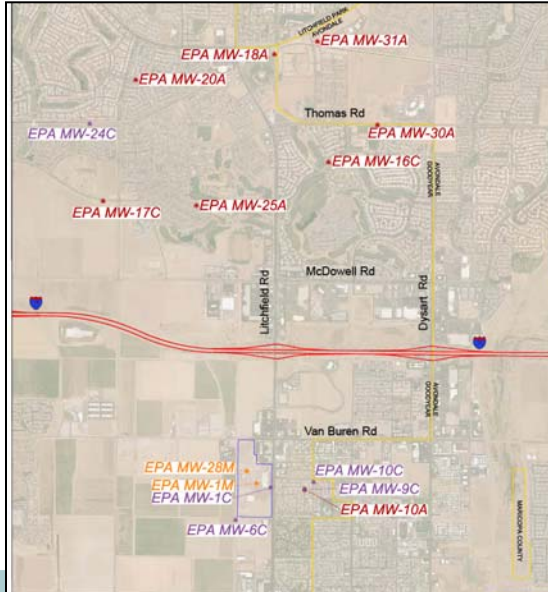 LITCHFIELD PARK
AVONDALE
EPA MW-31A
EPA MW-18A
EPA MW-20A
Thomas Rd
EPA MW-24C
EPA MW-30A
EPA MW-16C
AVONDALE
GOODYEAR
EPA MW-17C
EPA MW-25A
Litchfield Rd
McDowell Rd
Dysart Rd
AVONDALE
GOODYEAR
Van Buren Rd
EPA MW-28M
EPA MW-10C
EPA MW-1M
EPA MW-9C
EPA MW-1C
EPA MW-10A
EPA MW-6C
MARICOPA COUNTY